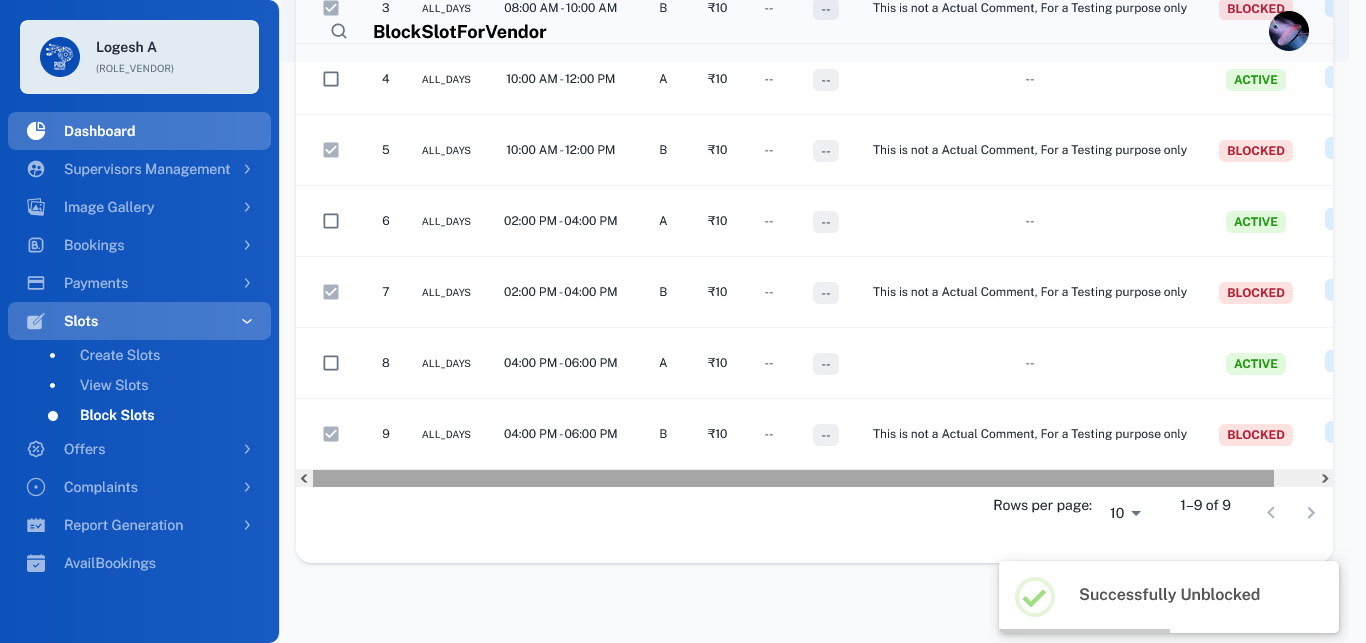 Logesh A
(ROLE_VENDOR)
Dashboard
Supervisors Management
Image Gallery
Bookings
Payments
Slots
Create Slots
View Slots
Block Slots
Offers
Complaints
Report Generation
AvailBookings
3 ALL_DAYS 08:00 AM - 10:00 AM B ₹10 -- -- This is not a Actual Comment, For a Testing purpose only BLOCKED
BlockSlotForVendor
4 ALL_DAYS 10:00 AM - 12:00 PM A ₹10 -- -- -- ACTIVE
5 ALL_DAYS 10:00 AM - 12:00 PM B ₹10 -- -- This is not a Actual Comment, For a Testing purpose only BLOCKED
6 ALL_DAYS 02:00 PM - 04:00 PM A ₹10 -- -- -- ACTIVE
7 ALL_DAYS 02:00 PM - 04:00 PM B ₹10 -- -- This is not a Actual Comment, For a Testing purpose only BLOCKED
8 ALL_DAYS 04:00 PM - 06:00 PM A ₹10 -- -- -- ACTIVE
9 ALL_DAYS 04:00 PM - 06:00 PM B ₹10 -- -- This is not a Actual Comment, For a Testing purpose only BLOCKED
Rows per page: 10 1–9 of 9
Successfully Unblocked